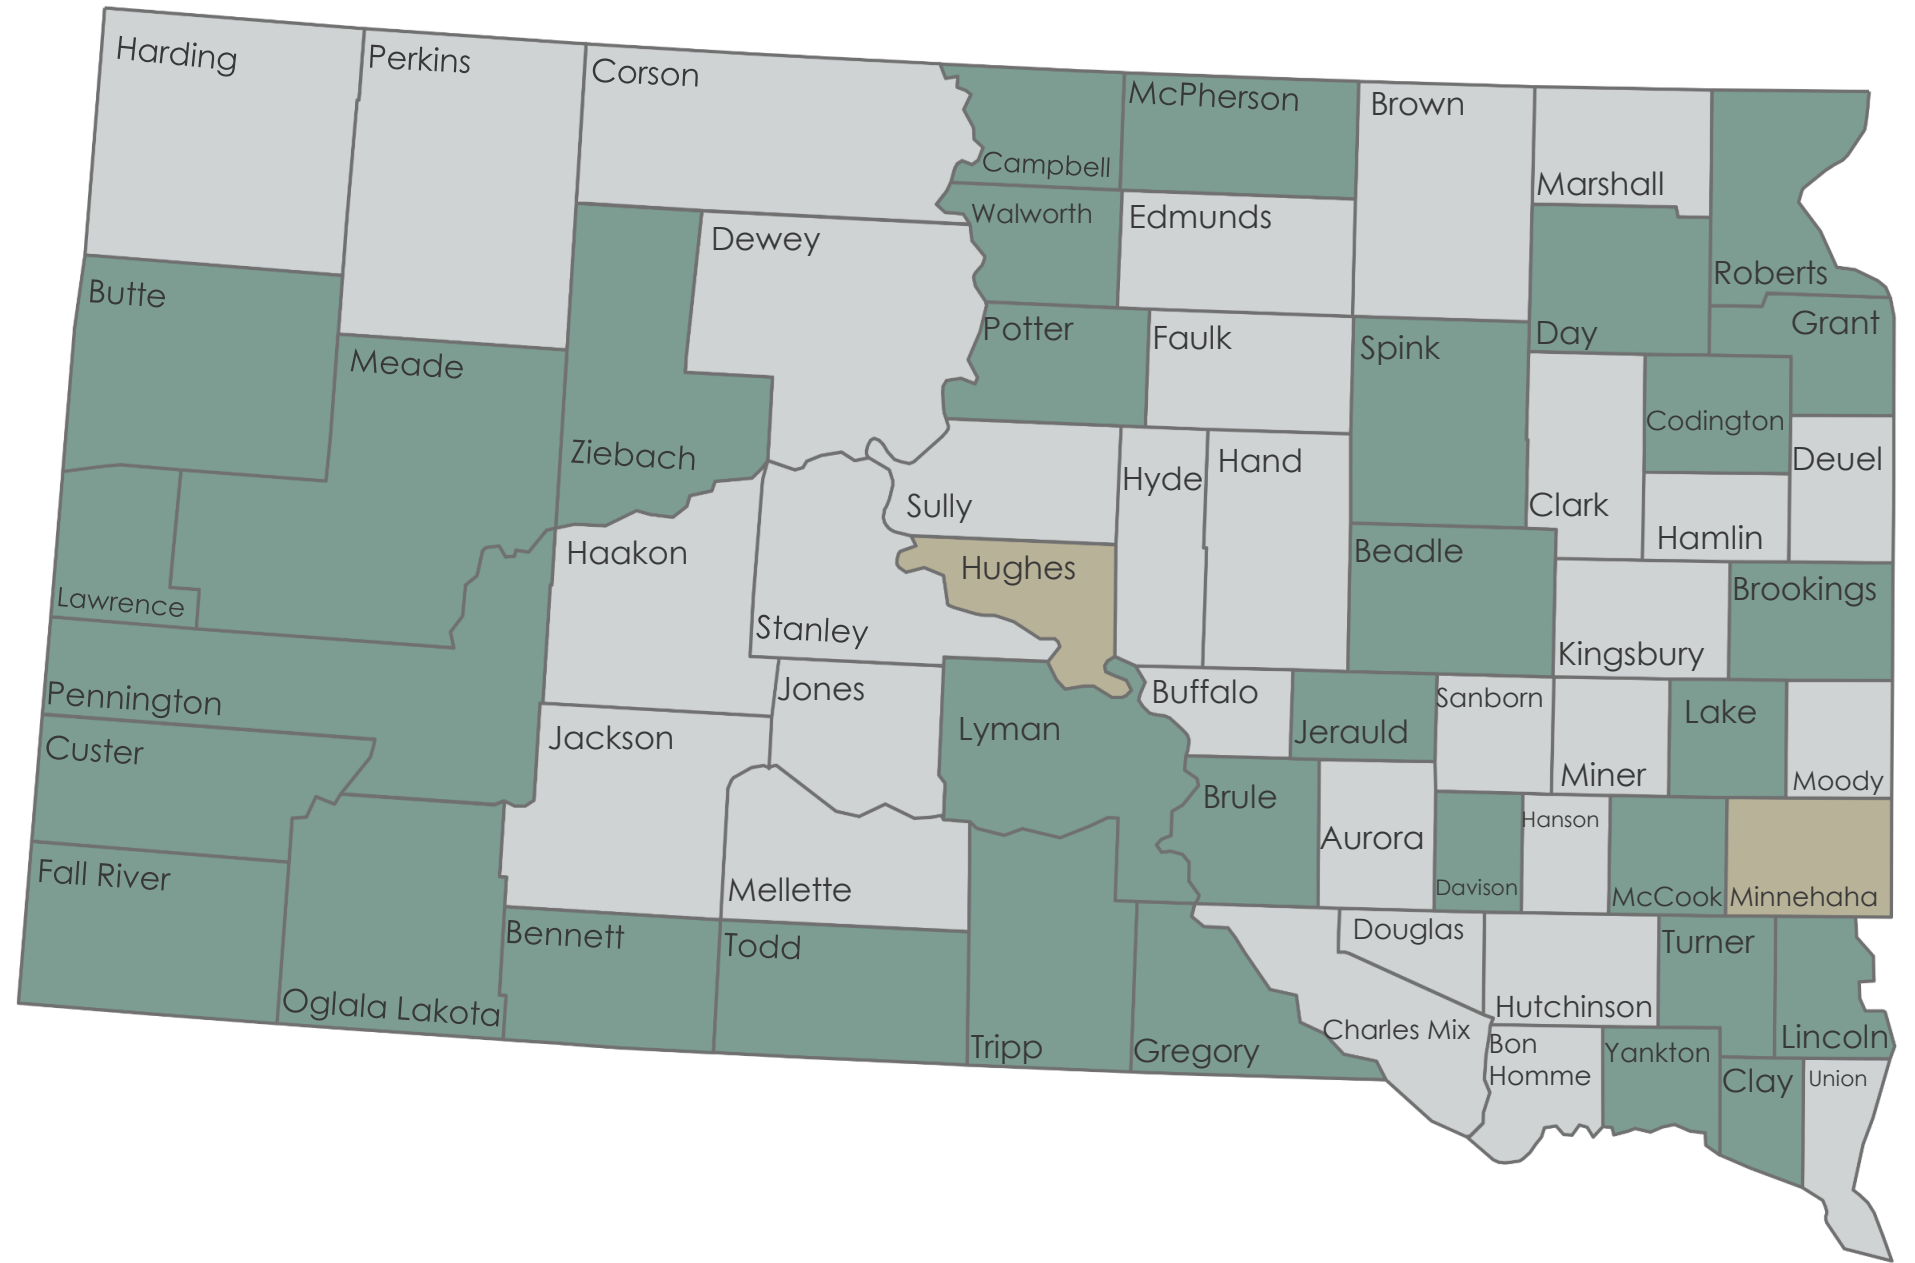 Harding
Perkins
Corson
McPherson
Brown
Campbell
Marshall
Walworth
Edmunds
Dewey
Roberts
Butte
Potter
Faulk
Spink
Day
Grant
Meade
Ziebach
Codington
Deuel
Hyde
Hand
Sully
Clark
Hamlin
Haakon
Hughes
Beadle
Brookings
Lawrence
Stanley
Kingsbury
Pennington
Jones
Buffalo
Sanborn
Lake
Lyman
Jerauld
Custer
Jackson
Miner
Moody
Brule
Hanson
Aurora
Fall River
Mellette
Davison
McCook
Minnehaha
Bennett
Todd
Douglas
Turner
Oglala Lakota
Hutchinson
Charles Mix
Lincoln
Tripp
Gregory
Bon
Homme
Yankton
Clay
Union